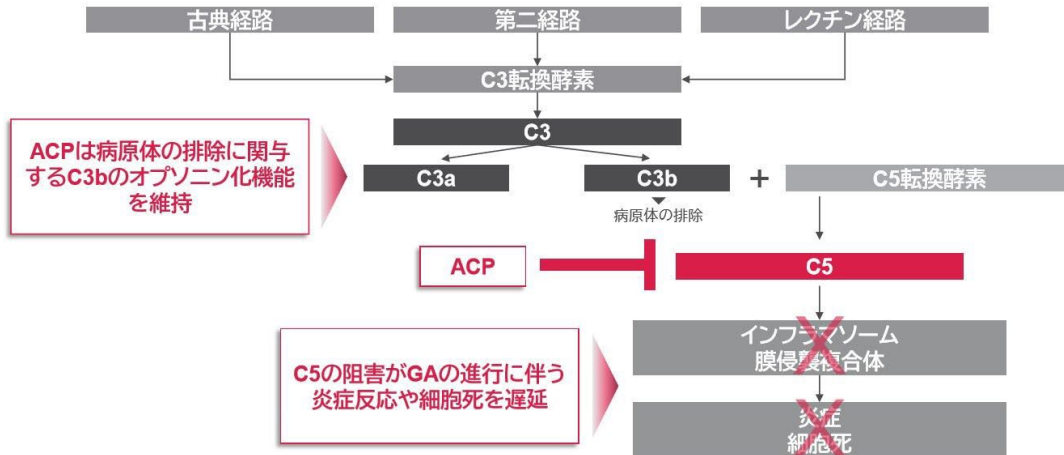 古典経路
第二経路
レクチン経路
C3転換酵素
C3
ACPは病原体の排除に関与
するC3bのオプソニン化機能
を維持
C3a
C3b
+
C5転換酵素
病原体の排除
ACP
C5
インフラマソーム
膜侵襲複合体
C5の阻害がGAの進行に伴う
炎症反応や細胞死を遅延
炎症
細胞死